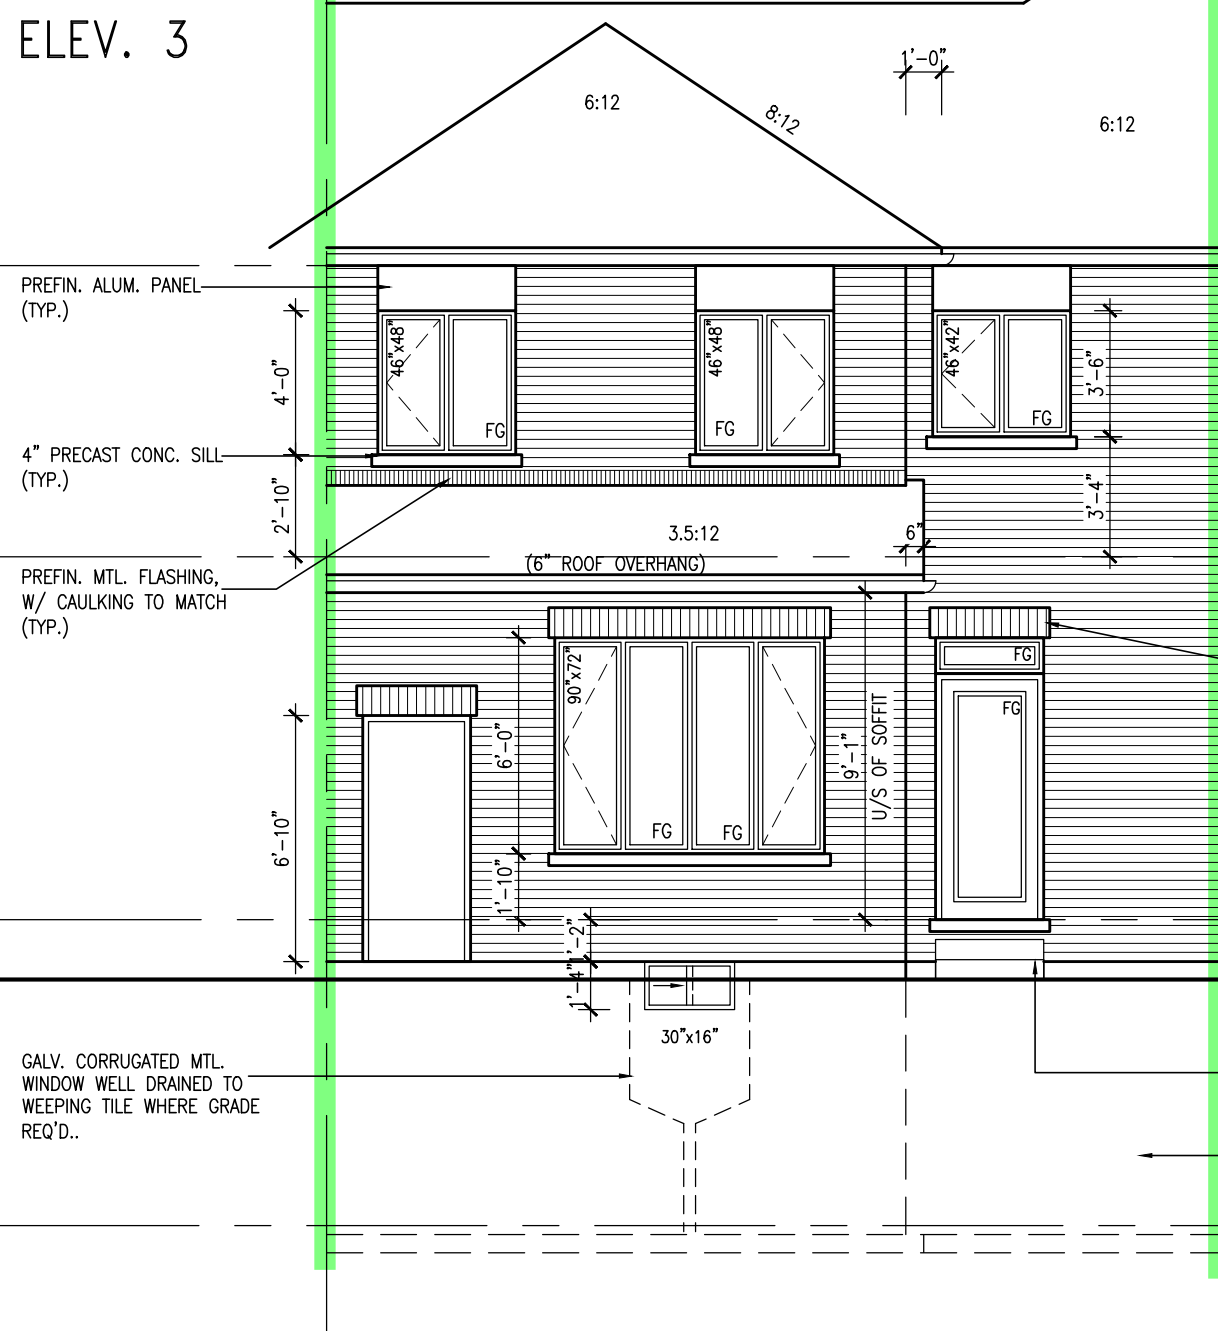 ELEV. 3
1'-0"
6:12
8:12
6:12
PREFIN. ALUM. PANEL
(TYP.)
46"x48"
46"x48"
46"x42"
4'-0"
3'-6"
FG
FG
FG
4" PRECAST CONC. SILL
(TYP.)
2'-10"
3'-4"
3.5:12
6"
(6" ROOF OVERHANG)
PREFIN. MTL. FLASHING,
W/ CAULKING TO MATCH
(TYP.)
90"x72"
FG
FG
6'-0"
9'-1"
U/S OF SOFFIT
FG
FG
6'-10"
1'-10"
1'-2"
1'-4"
30"x16"
GALV. CORRUGATED MTL.
WINDOW WELL DRAINED TO
WEEPING TILE WHERE GRADE
REQ'D..